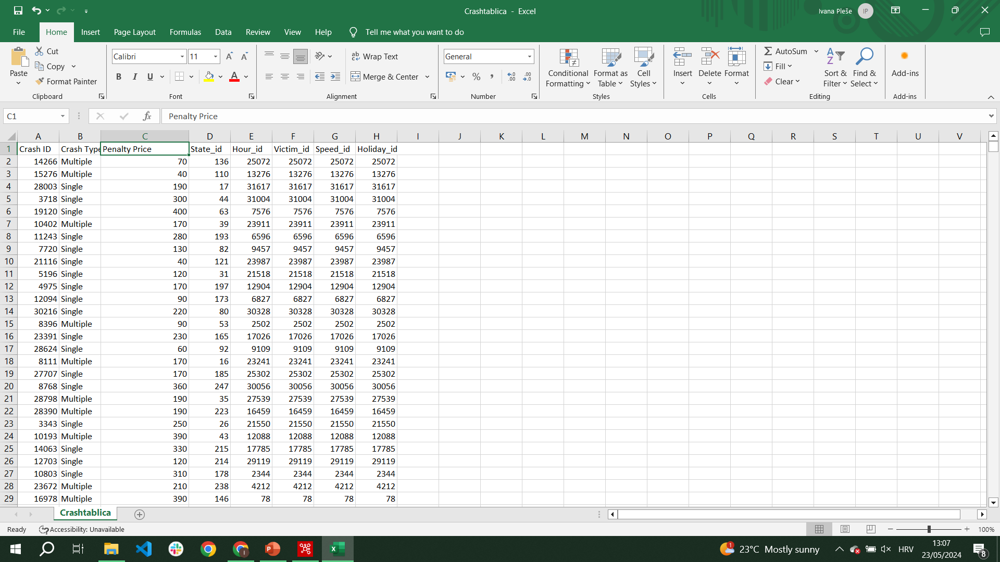 Crashtablica - Excel
Ivana Pleše IP
File Home Insert Page Layout Formulas Data Review View Help Tell me what you want to do
Paste Cut Copy Format Painter Clipboard
Calibri 11 B I U A Font
ab Wrap Text Merge & Center Alignment
General % Number
Conditional Formatting Format as Table Cell Styles Styles
Insert Delete Format Cells
AutoSum Fill Clear Sort & Filter Find & Select Editing
Add-ins Add-ins
C1 fx Penalty Price
A B C D E F G H I J K L M N O P Q R S T U V
1 Crash ID Crash Type Penalty Price State_id Hour_id Victim_id Speed_id Holiday_id
2 14266 Multiple 70 136 25072 25072 25072 25072
3 15276 Multiple 40 110 13276 13276 13276 13276
4 28003 Single 190 17 31617 31617 31617 31617
5 3718 Single 300 44 31004 31004 31004 31004
6 19120 Single 400 63 7576 7576 7576 7576
7 10402 Multiple 170 39 23911 23911 23911 23911
8 11243 Single 280 193 6596 6596 6596 6596
9 7720 Single 130 82 9457 9457 9457 9457
10 21116 Single 40 121 23987 23987 23987 23987
11 5196 Single 120 31 21518 21518 21518 21518
12 4975 Single 170 197 12904 12904 12904 12904
13 12094 Single 90 173 6827 6827 6827 6827
14 30216 Single 220 80 30328 30328 30328 30328
15 8396 Multiple 90 53 2502 2502 2502 2502
16 23391 Single 230 165 17026 17026 17026 17026
17 28624 Single 60 92 9109 9109 9109 9109
18 8111 Multiple 170 16 23241 23241 23241 23241
19 27707 Single 170 185 25302 25302 25302 25302
20 8768 Single 360 247 30056 30056 30056 30056
21 28798 Multiple 190 35 27539 27539 27539 27539
22 28390 Multiple 190 223 16459 16459 16459 16459
23 3343 Single 250 26 21550 21550 21550 21550
24 10193 Multiple 390 43 12088 12088 12088 12088
25 14063 Single 330 215 17785 17785 17785 17785
26 12703 Single 120 214 29119 29119 29119 29119
27 10803 Single 310 178 2344 2344 2344 2344
28 23672 Multiple 210 238 4212 4212 4212 4212
29 16978 Multiple 390 146 78 78 78 78
Crashtablica
Ready Accessibility: Unavailable 100%
1 23°C Mostly sunny HRV 13:07
23/05/2024 8